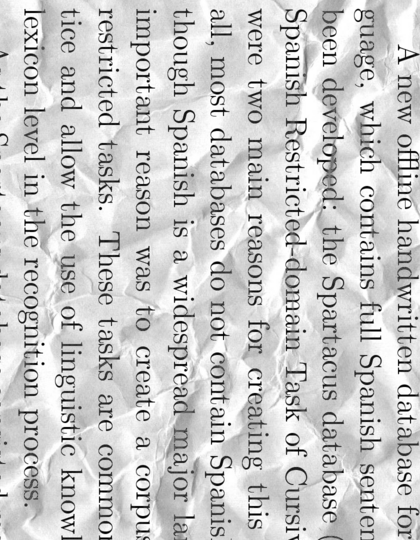 A new offline handwritten database for
guage, which contains full Spanish senten
been developed: the Spartacus database (
Spanish Restricted-domain Task of Cursiv
were two main reasons for creating this
all, most databases do not contain Spanis
though Spanish is a widespread major la
important reason was to create a corpus
restricted tasks. These tasks are common
tice and allow the use of linguistic knowl
lexicon level in the recognition process.